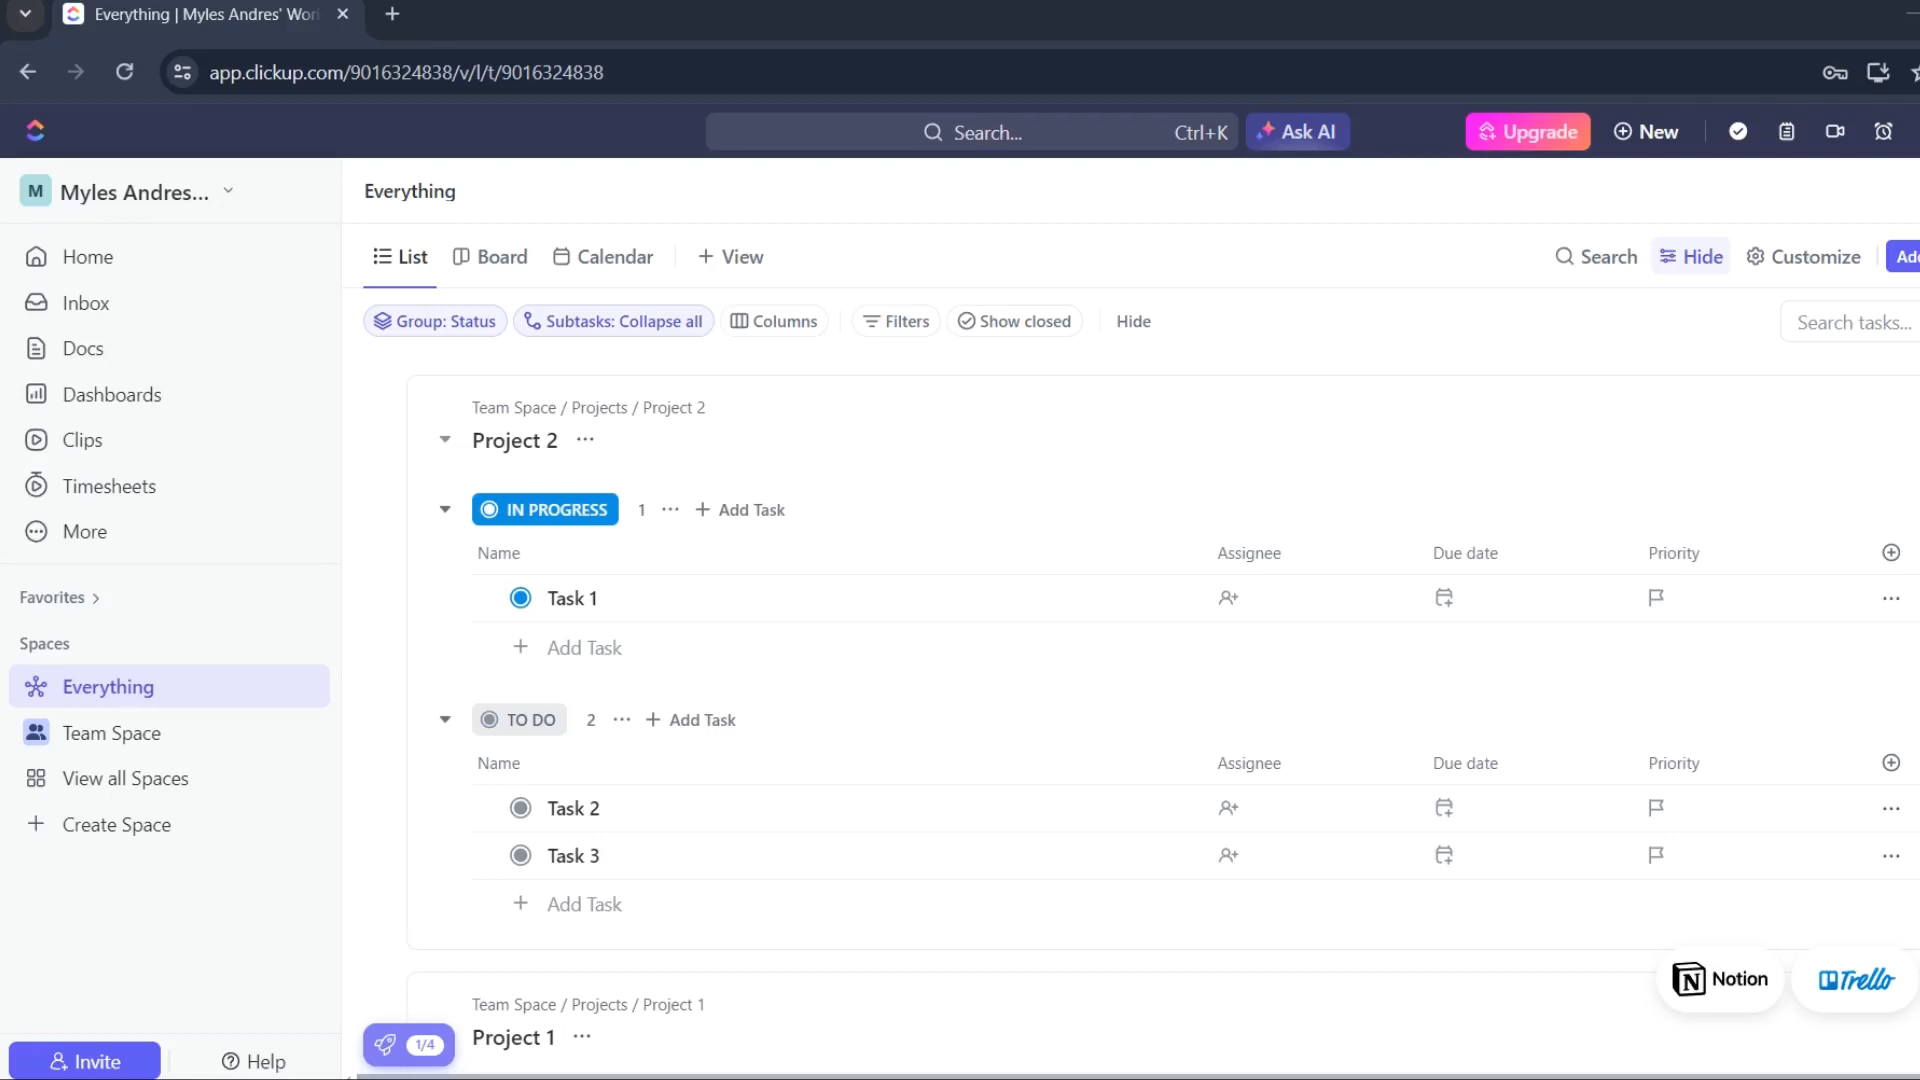 Everything | Myles Andres' Wor
app.clickup.com/9016324838/v/l/t/9016324838
Search... Ctrl+K Ask AI Upgrade New
M Myles Andres... Everything
Home
Inbox
Docs
Dashboards
Clips
Timesheets
More
Favorites
Spaces
Everything
Team Space
View all Spaces
Create Space
Invite Help
List Board Calendar + View Search Hide Customize
Group: Status Subtasks: Collapse all Columns Filters Show closed Hide Search tasks...
Team Space / Projects / Project 2
Project 2 ...
IN PROGRESS 1 ... + Add Task
Name Assignee Due date Priority
Task 1
+ Add Task
TO DO 2 ... + Add Task
Name Assignee Due date Priority
Task 2
Task 3
+ Add Task
Notion Trello
Team Space / Projects / Project 1
1/4 Project 1 ...